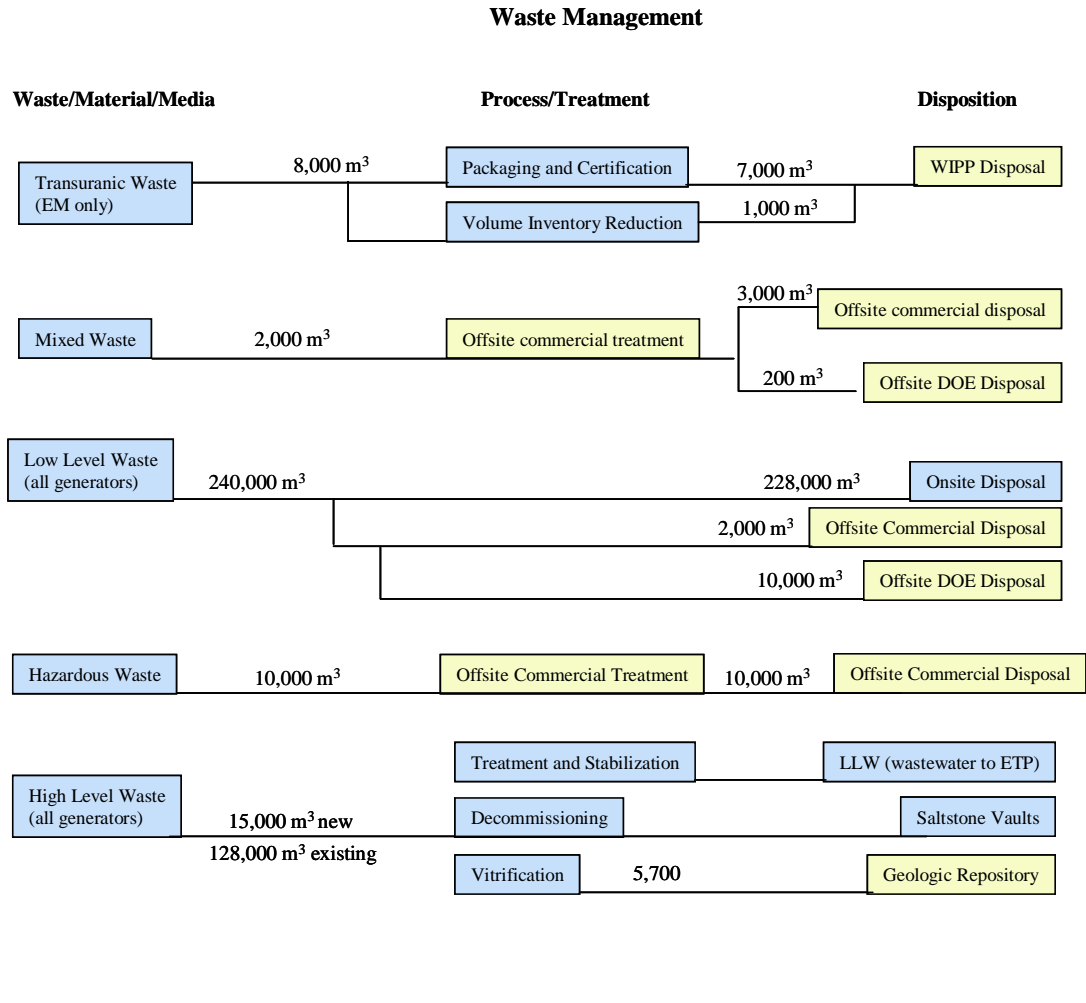 Waste Management
Waste/Material/Media
Process/Treatment
Disposition
Transuranic Waste
(EM only)
8,000 m³
Packaging and Certification
7,000 m³
WIPP Disposal
Volume Inventory Reduction
1,000 m³
Mixed Waste
2,000 m³
Offsite commercial treatment
3,000 m³
Offsite commercial disposal
200 m³
Offsite DOE Disposal
Low Level Waste
(all generators)
240,000 m³
228,000 m³
Onsite Disposal
2,000 m³
Offsite Commercial Disposal
10,000 m³
Offsite DOE Disposal
Hazardous Waste
10,000 m³
Offsite Commercial Treatment
10,000 m³
Offsite Commercial Disposal
High Level Waste
(all generators)
15,000 m³ new
128,000 m³ existing
Treatment and Stabilization
LLW (wastewater to ETP)
Decommissioning
Saltstone Vaults
Vitrification
5,700
Geologic Repository